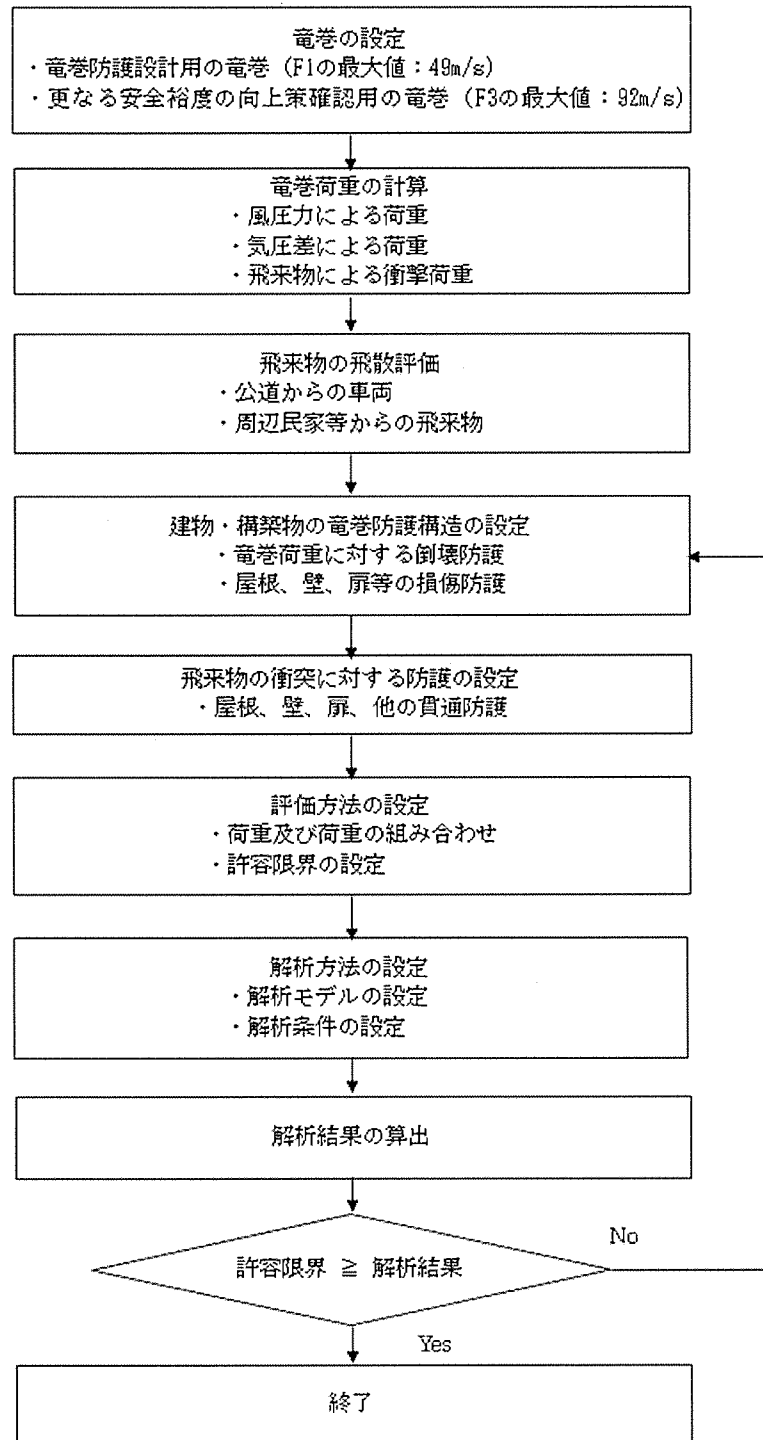 竜巻の設定
・竜巻防護設計用の竜巻 (F1の最大値：49m/s)
・更なる安全裕度の向上策確認用の竜巻 (F3の最大値：92m/s)
竜巻荷重の計算
・風圧力による荷重
・気圧差による荷重
・飛来物による衝撃荷重
飛来物の飛散評価
・公道からの車両
・周辺民家等からの飛来物
建物・構築物の竜巻防護構造の設定
・竜巻荷重に対する倒壊防護
・屋根、壁、扉等の損傷防護
飛来物の衝突に対する防護の設定
・屋根、壁、扉、他の貫通防護
評価方法の設定
・荷重及び荷重の組み合わせ
・許容限界の設定
解析方法の設定
・解析モデルの設定
・解析条件の設定
解析結果の算出
許容限界 ≧ 解析結果
No
Yes
終了